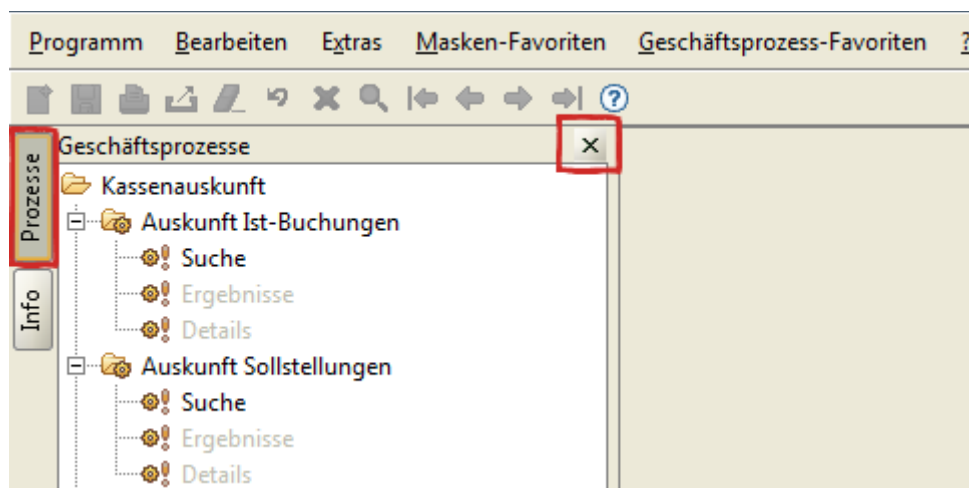 Programm Bearbeiten Extras Masken-Favoriten Geschäftsprozess-Favoriten ?
Prozesse
Info
Geschäftsprozesse
Kassenauskunft
Auskunft Ist-Buchungen
Suche
Ergebnisse
Details
Auskunft Sollstellungen
Suche
Ergebnisse
Details